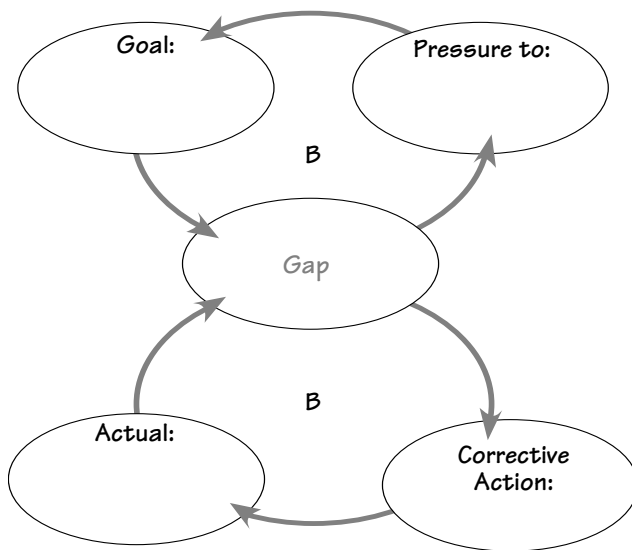 Goal:
Pressure to:
B
Gap
B
Actual:
Corrective
Action: